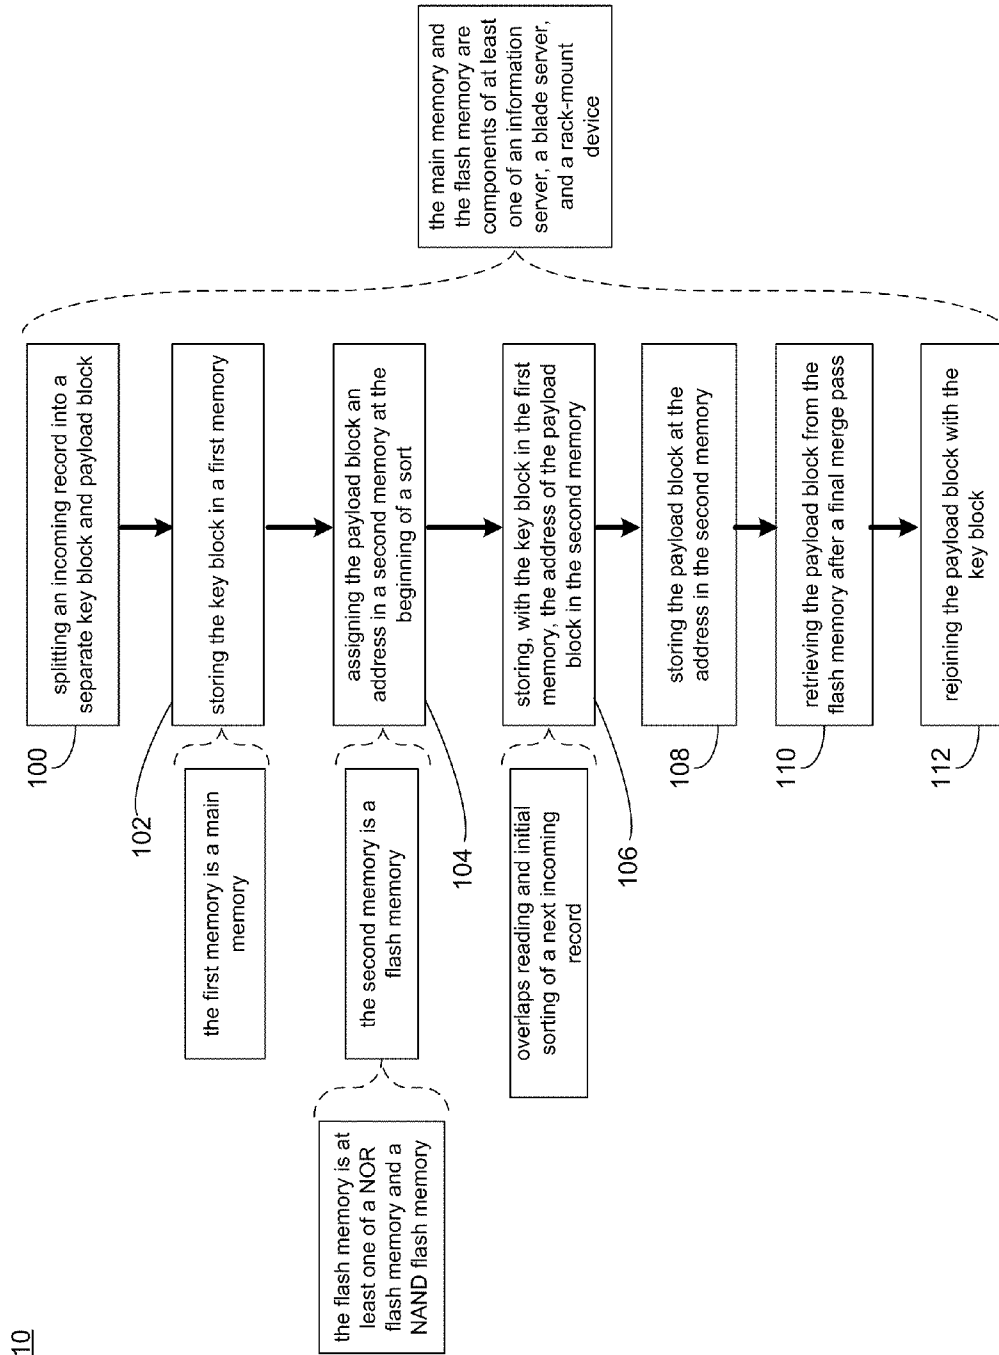 10
100
splitting an incoming record into a
separate key block and payload block
102
storing the key block in a first memory
the first memory is a main
memory
assigning the payload block an
address in a second memory at the
beginning of a sort
104
the second memory is a
flash memory
the flash memory is at
least one of a NOR
flash memory and a
NAND flash memory
storing, with the key block in the first
memory, the address of the payload
block in the second memory
106
overlaps reading and initial
sorting of a next incoming
record
storing the payload block at the
address in the second memory
108
retrieving the payload block from the
flash memory after a final merge pass
110
rejoining the payload block with the
key block
112
the main memory and
the flash memory are
components of at least
one of an information
server, a blade server,
and a rack-mount
device